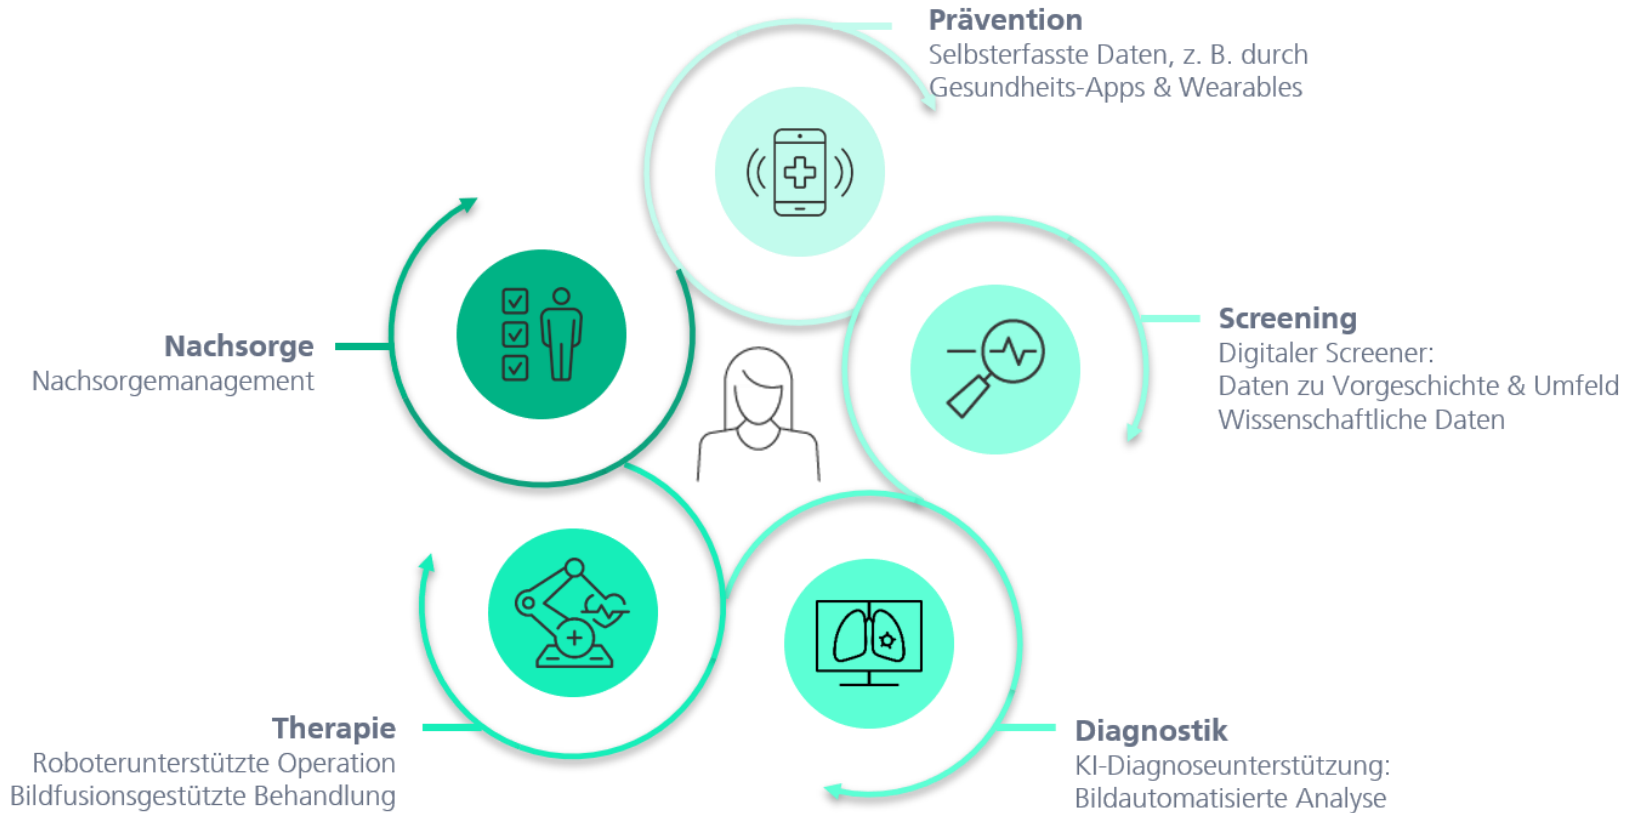 Prävention
Selbsterfasste Daten, z. B. durch
Gesundheits-Apps & Wearables
Screening
Digitaler Screener:
Daten zu Vorgeschichte & Umfeld
Wissenschaftliche Daten
Diagnostik
KI-Diagnoseunterstützung:
Bildautomatisierte Analyse
Therapie
Roboterunterstützte Operation
Bildfusionsgestützte Behandlung
Nachsorge
Nachsorgemanagement